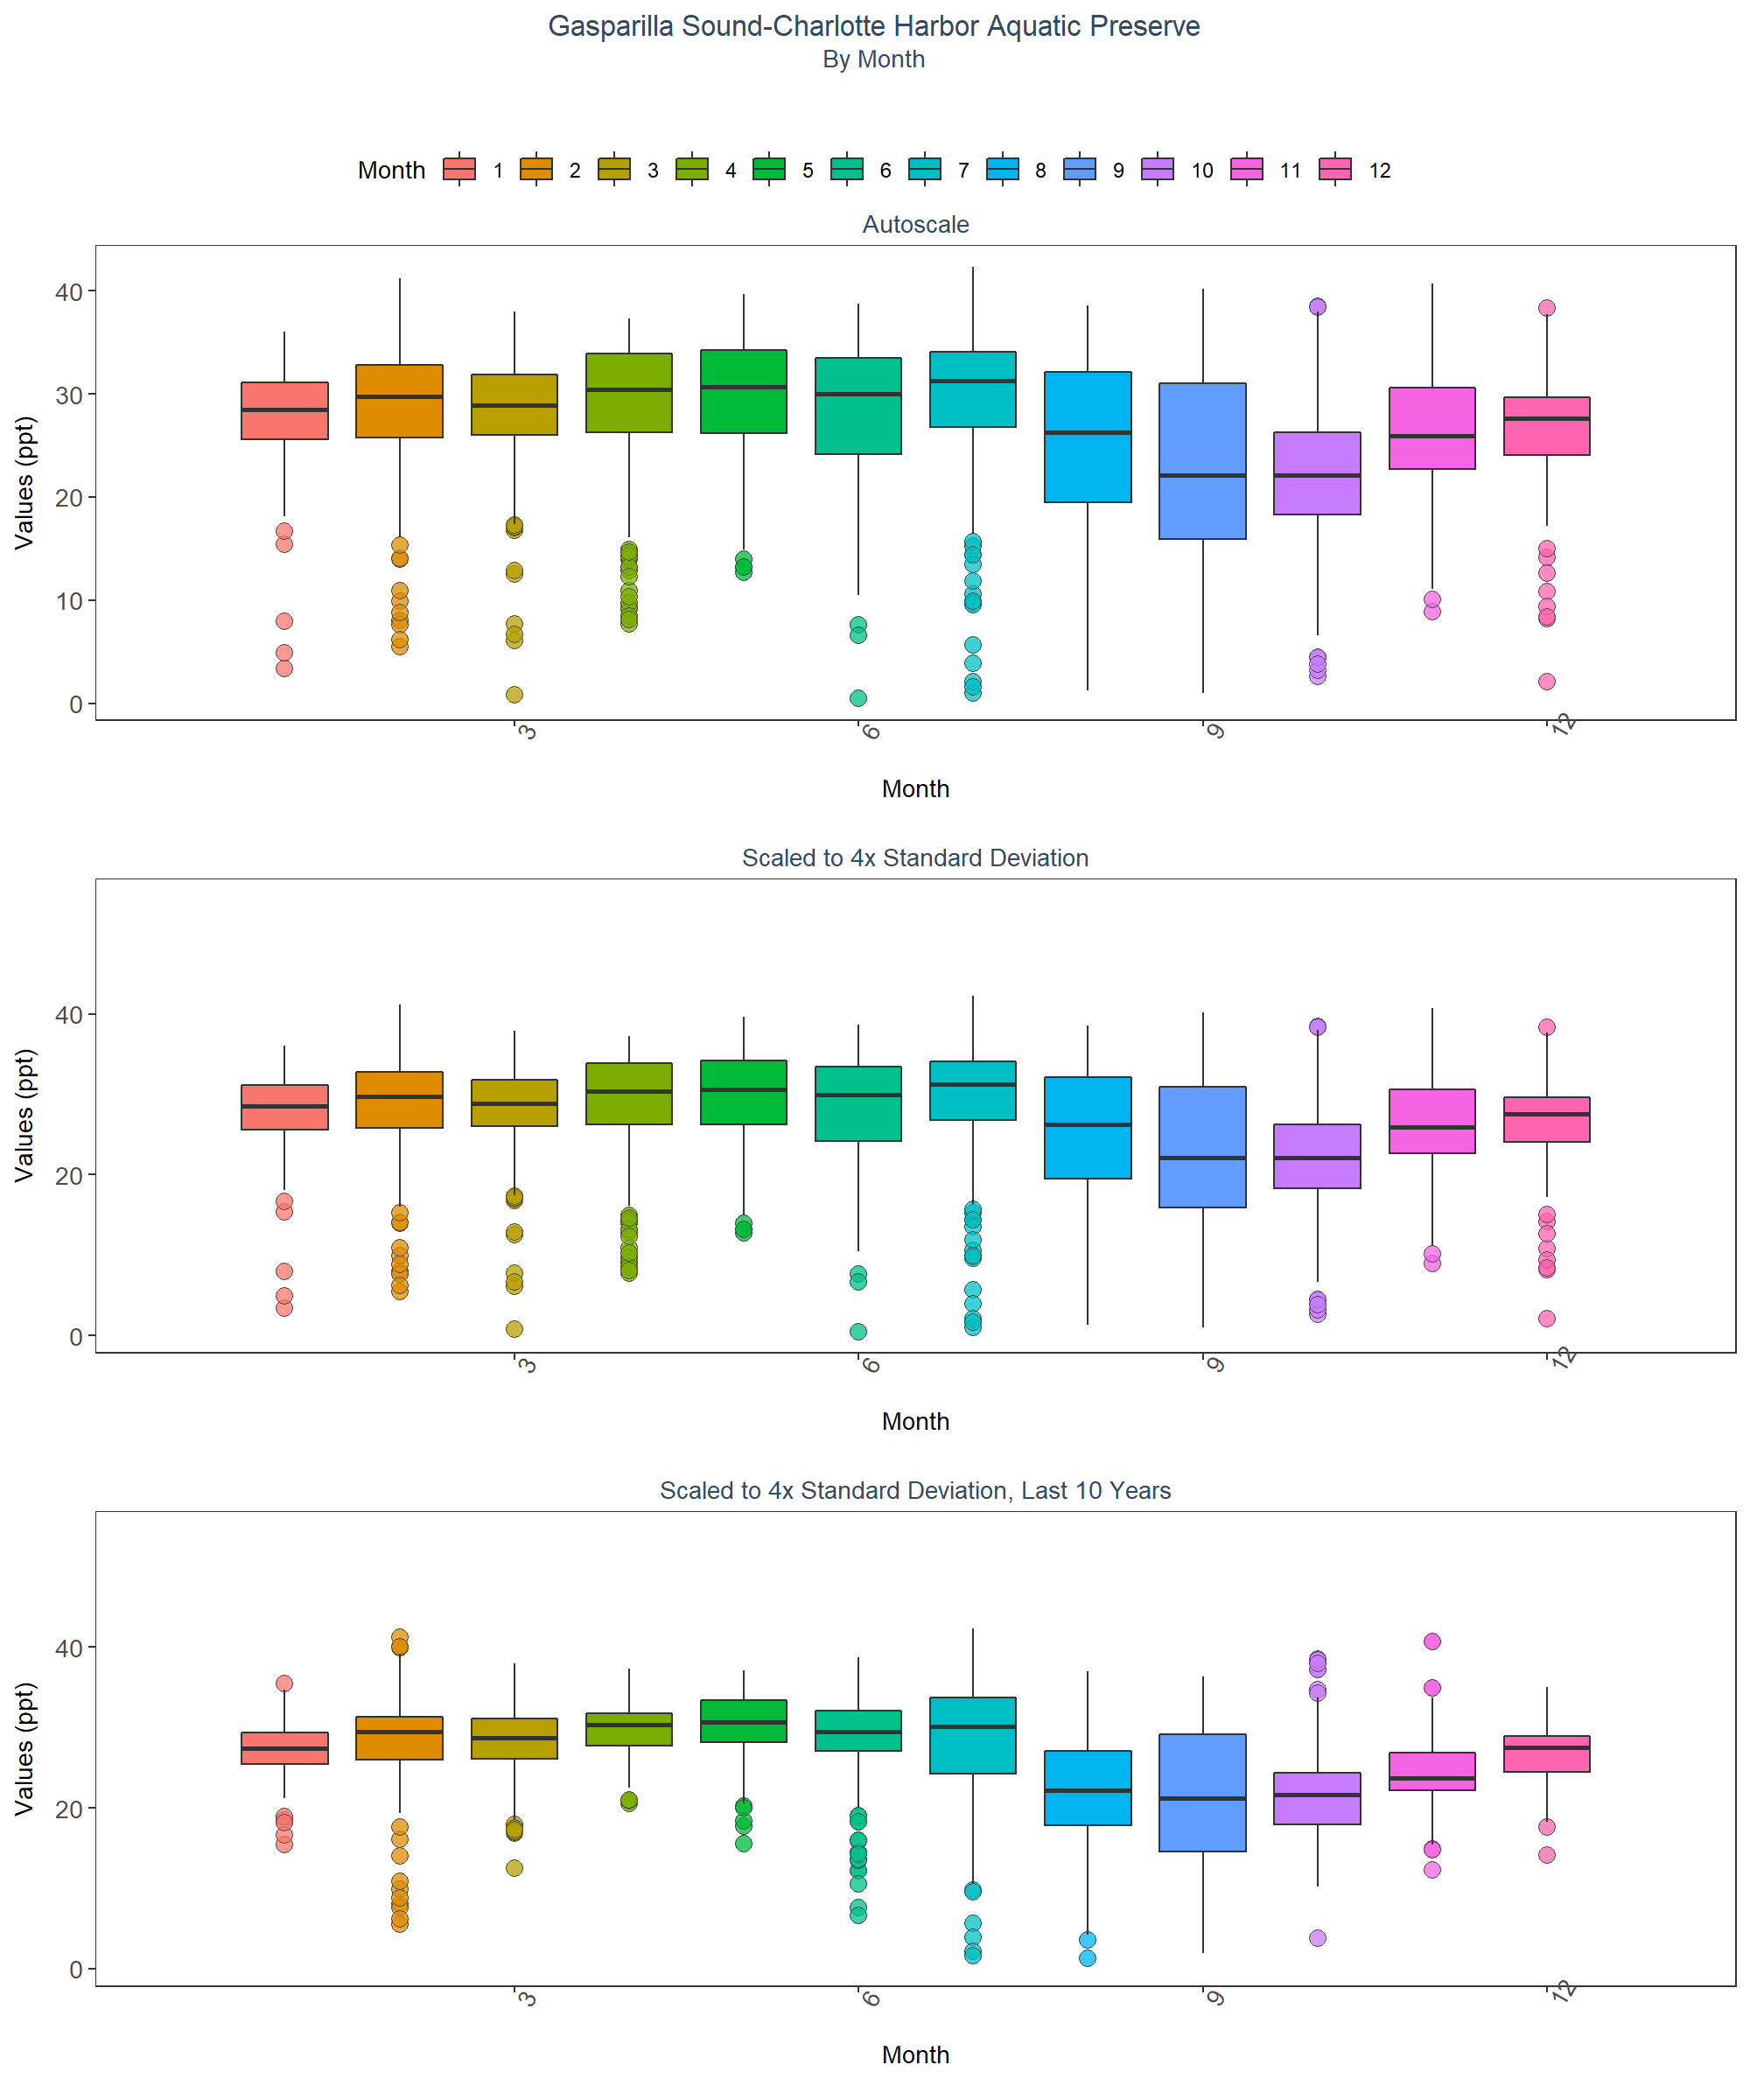 Gasparilla Sound-Charlotte Harbor Aquatic Preserve
By Month
Month 1 2 3 4 5 6 7 8 9 10 11 12
Autoscale
Values (ppt)
40
30
20
10
0
3 6 9 12
Month
Scaled to 4x Standard Deviation
Values (ppt)
40
20
0
3 6 9 12
Month
Scaled to 4x Standard Deviation, Last 10 Years
Values (ppt)
40
20
0
3 6 9 12
Month